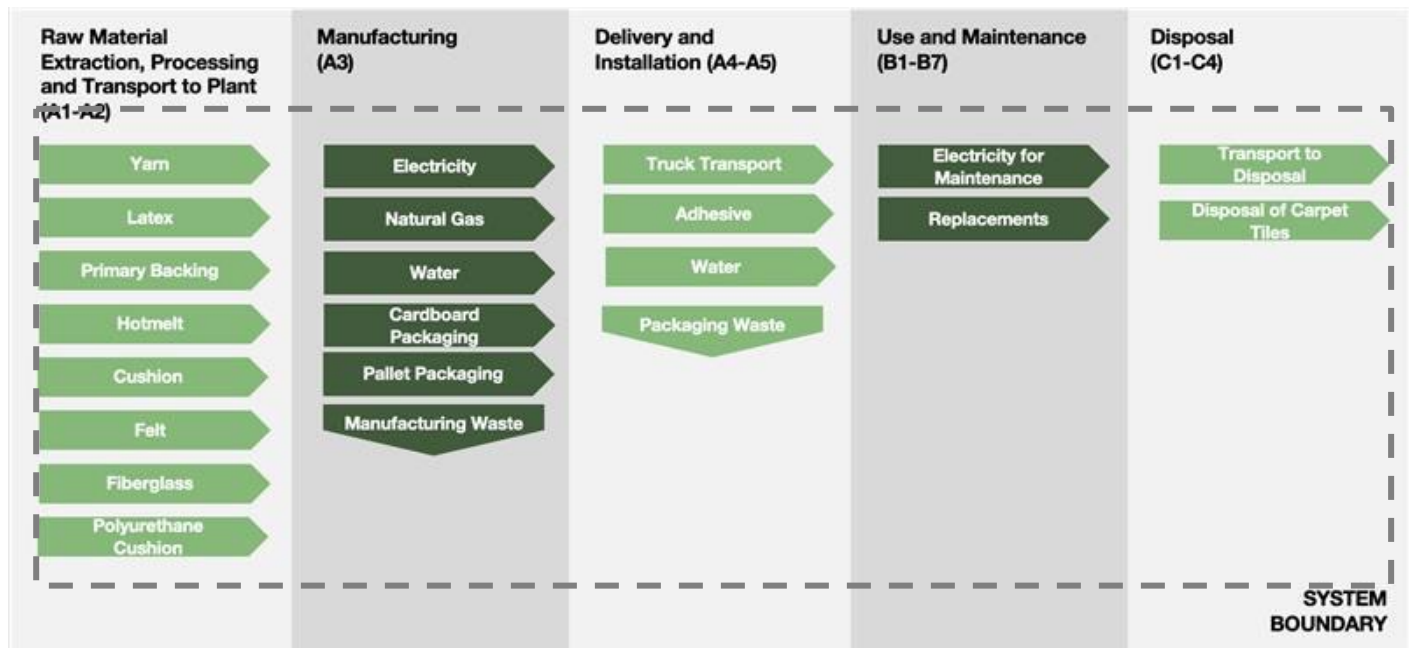 Raw Material
Extraction, Processing
and Transport to Plant
(A1-A2)
Yarn
Latex
Primary Backing
Hotmelt
Cushion
Felt
Fiberglass
Polyurethane
Cushion
Manufacturing
(A3)
Electricity
Natural Gas
Water
Cardboard
Packaging
Pallet Packaging
Manufacturing Waste
Delivery and
Installation (A4-A5)
Truck Transport
Adhesive
Water
Packaging Waste
Use and Maintenance
(B1-B7)
Electricity for
Maintenance
Replacements
Disposal
(C1-C4)
Transport to
Disposal
Disposal of Carpet
Tiles
SYSTEM
BOUNDARY